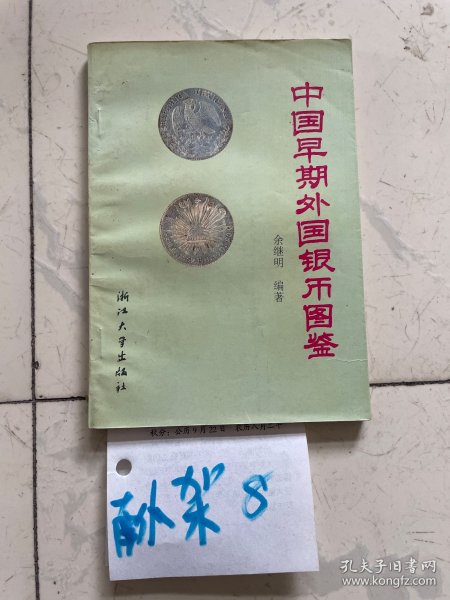 中国早期外国银币图鉴
余继明 编著
浙江大学出版社
秋分：公历9月22日 农历八月二十
架 8
孔夫子旧书网
www.kongfz.com